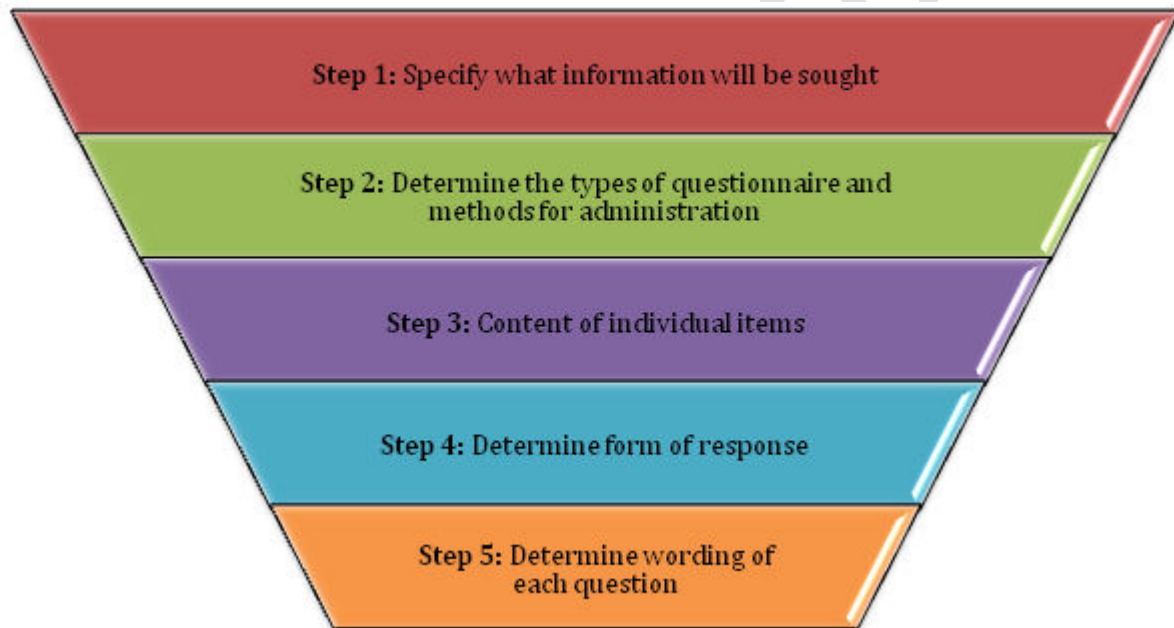 Step 1: Specify what information will be sought
Step 2: Determine the types of questionnaire and
methods for administration
Step 3: Content of individual items
Step 4: Determine form of response
Step 5: Determine wording of
each question